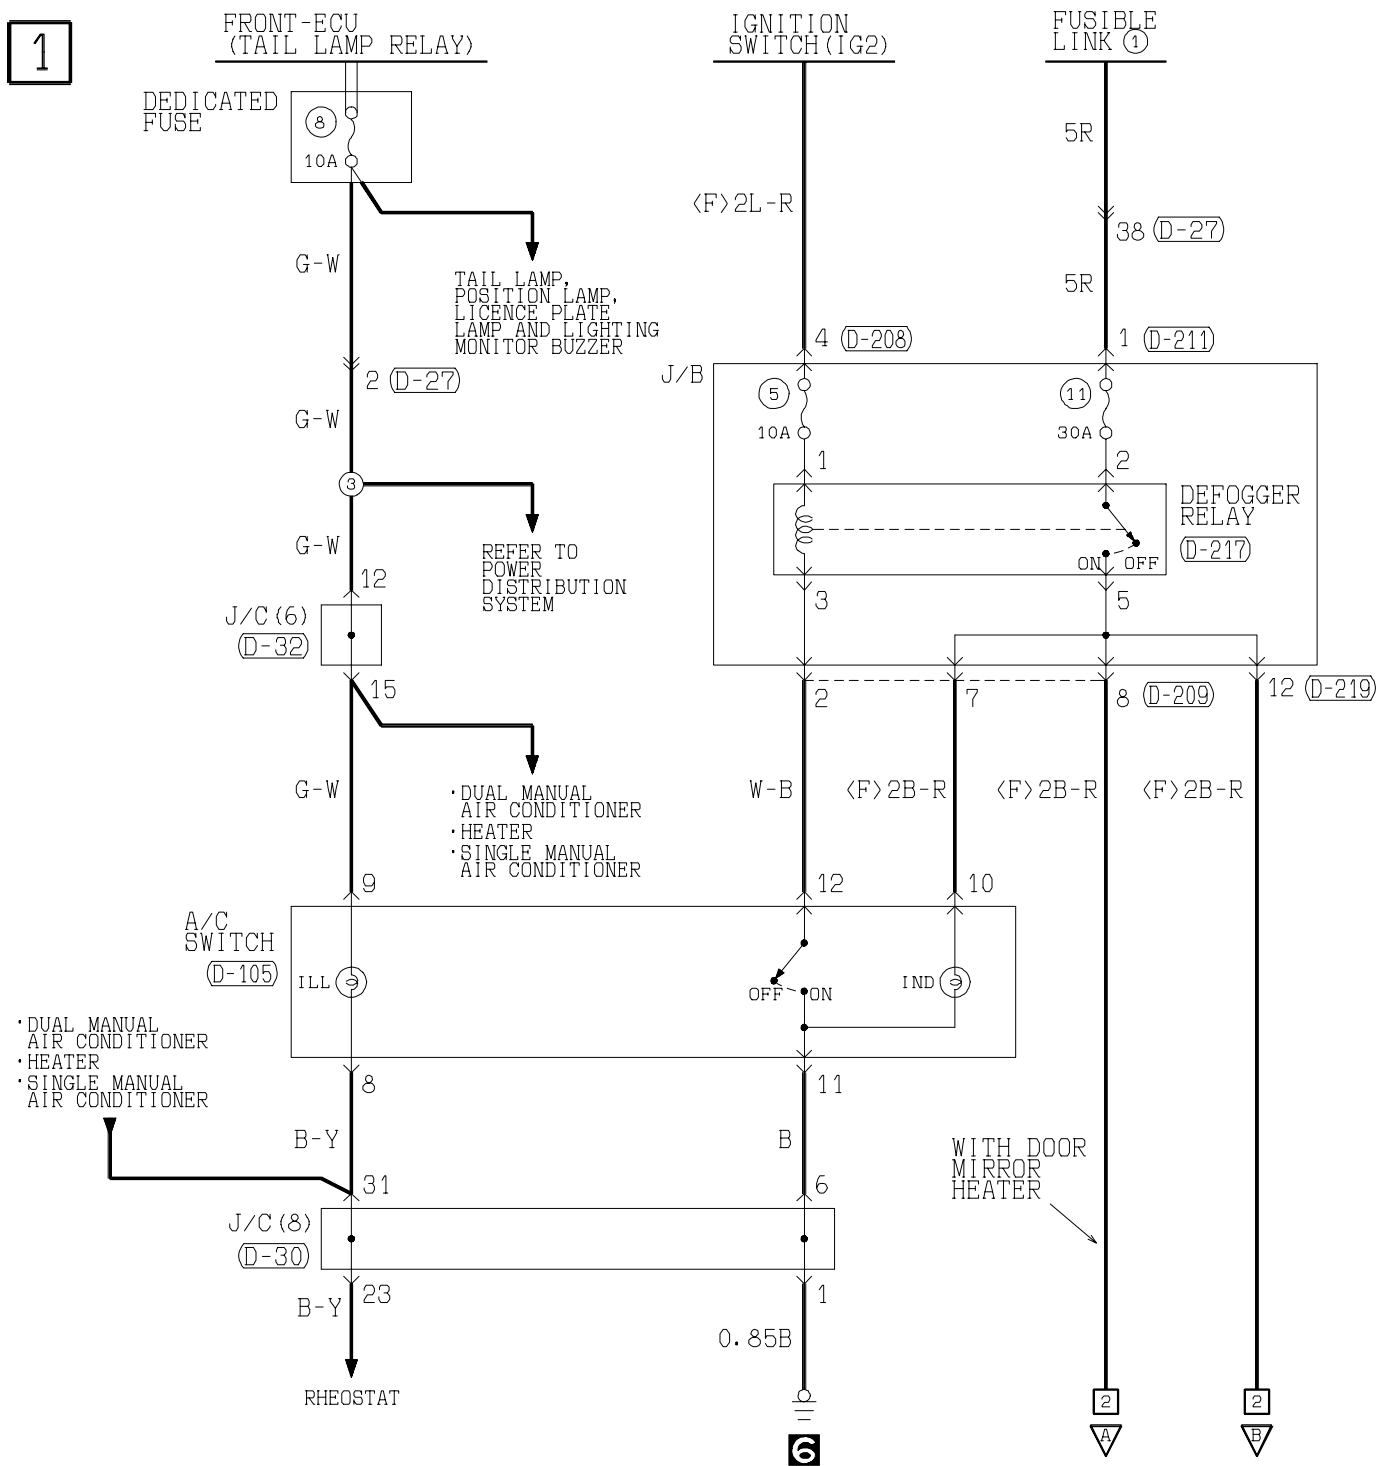 1
FRONT-ECU
(TAIL LAMP RELAY)
IGNITION
SWITCH(IG2)
FUSIBLE
LINK ①
DEDICATED
FUSE
8
10A
5R
<F>2L-R
38 (D-27)
G-W
TAIL LAMP,
POSITION LAMP,
LICENCE PLATE
LAMP AND LIGHTING
MONITOR BUZZER
5R
4 (D-208)
1 (D-211)
J/B
2 (D-27)
5
10A
11
30A
G-W
1
2
3
DEFOGGER
RELAY
(D-217)
ON OFF
G-W
REFER TO
POWER
DISTRIBUTION
SYSTEM
12
3
5
J/C(6)
(D-32)
15
2
7
8 (D-209)
12 (D-219)
G-W
W-B
<F>2B-R
<F>2B-R
<F>2B-R
·DUAL MANUAL
AIR CONDITIONER
·HEATER
·SINGLE MANUAL
AIR CONDITIONER
9
12
10
A/C
SWITCH
(D-105)
ILL
OFF ON
IND
·DUAL MANUAL
AIR CONDITIONER
·HEATER
·SINGLE MANUAL
AIR CONDITIONER
8
11
B-Y
B
WITH DOOR
MIRROR
HEATER
31
6
J/C(8)
(D-30)
23
1
B-Y
0.85B
RHEOSTAT
2
2
A
B
6